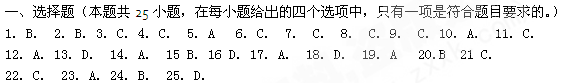 一、选择题（本题共 25 小题，在每小题给出的四个选项中，只有一项是符合题目要求的。）
1. B. 2. B. 3. C. 4. C. 5. A 6. C. 7. C. 8. C. 9. C. 10. A. 11. C.
12. A. 13. D. 14. A. 15 B. 16 D. 17. A. 18. D. 19. A 20.B 21 C.
22. C. 23. A. 24. B. 25. D.